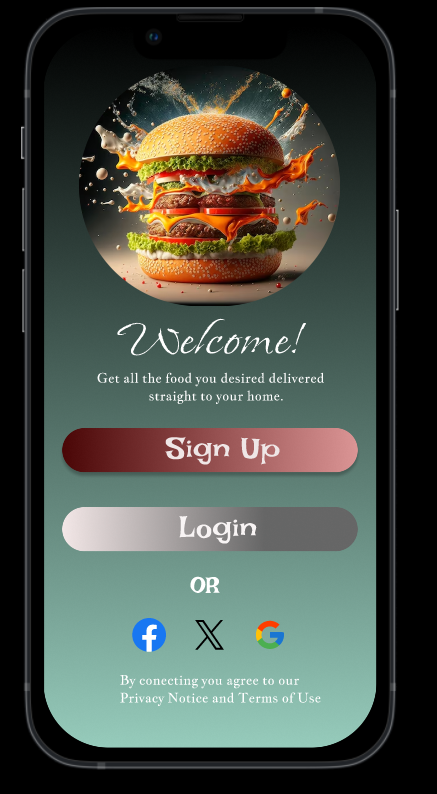 Welcome!
Get all the food you desired delivered
straight to your home.
Sign Up
Login
OR
By conecting you agree to our
Privacy Notice and Terms of Use